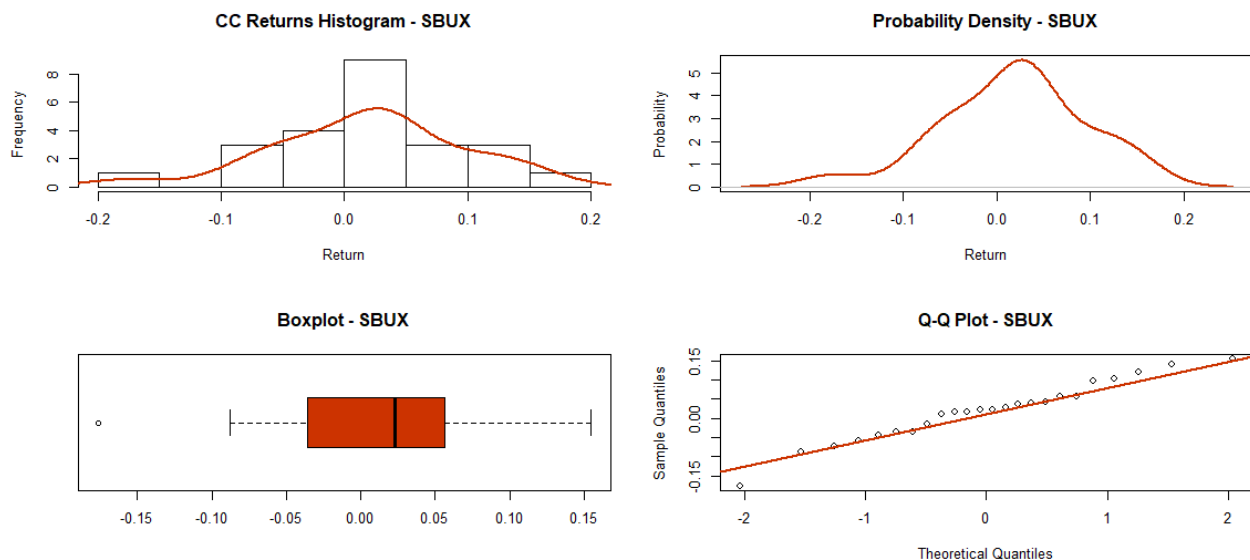 CC Returns Histogram - SBUX
Frequency
0 2 4 6 8
-0.2 -0.1 0.0 0.1 0.2
Return
Probability Density - SBUX
Probability
0 1 2 3 4 5
-0.2 -0.1 0.0 0.1 0.2
Return
Boxplot - SBUX
-0.15 -0.10 -0.05 0.00 0.05 0.10 0.15
Q-Q Plot - SBUX
Sample Quantiles
-0.15 0.00 0.15
-2 -1 0 1 2
Theoretical Quantiles